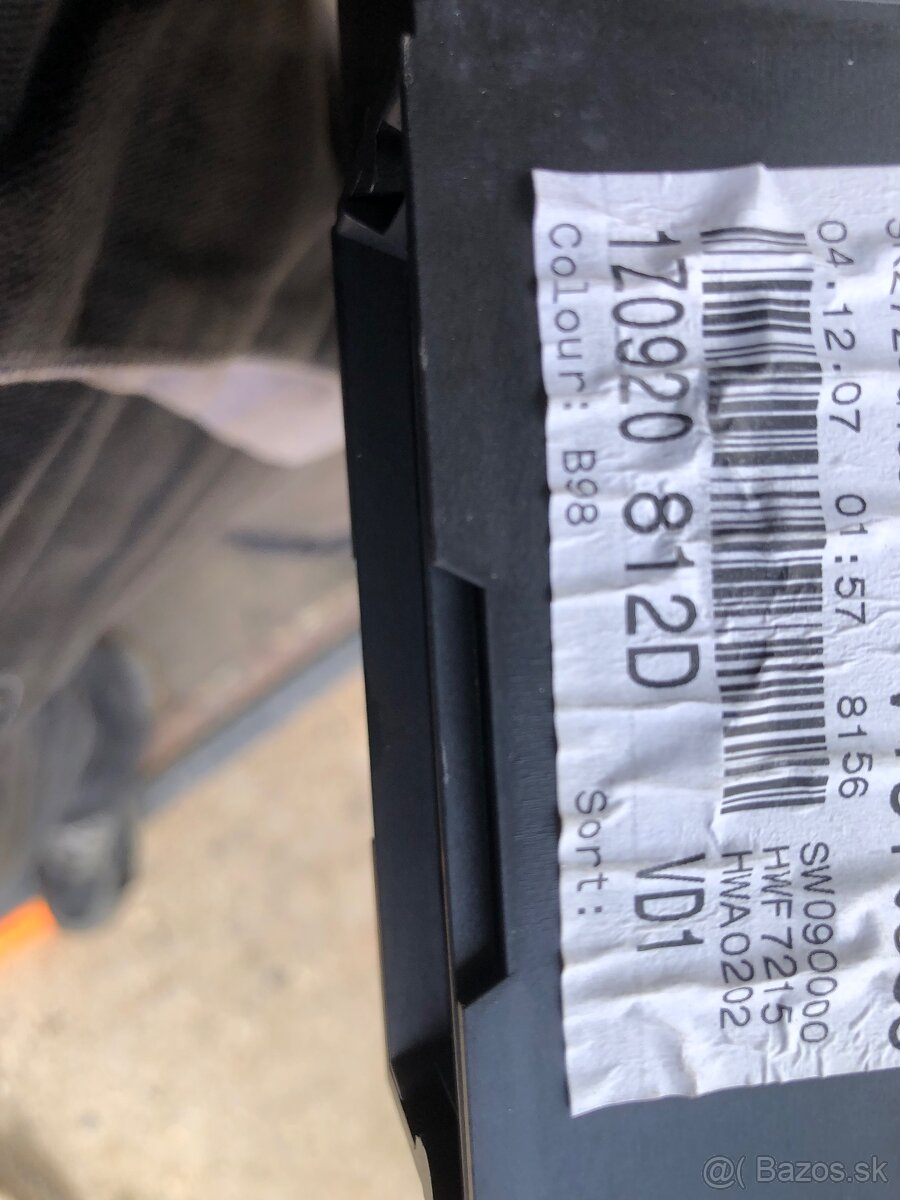 04.12.07 01:57 8156
SW090000
HWF7215
HWA0202
1Z0920 812D VD1
Colour: B98 Sort:
@( Bazos.sk